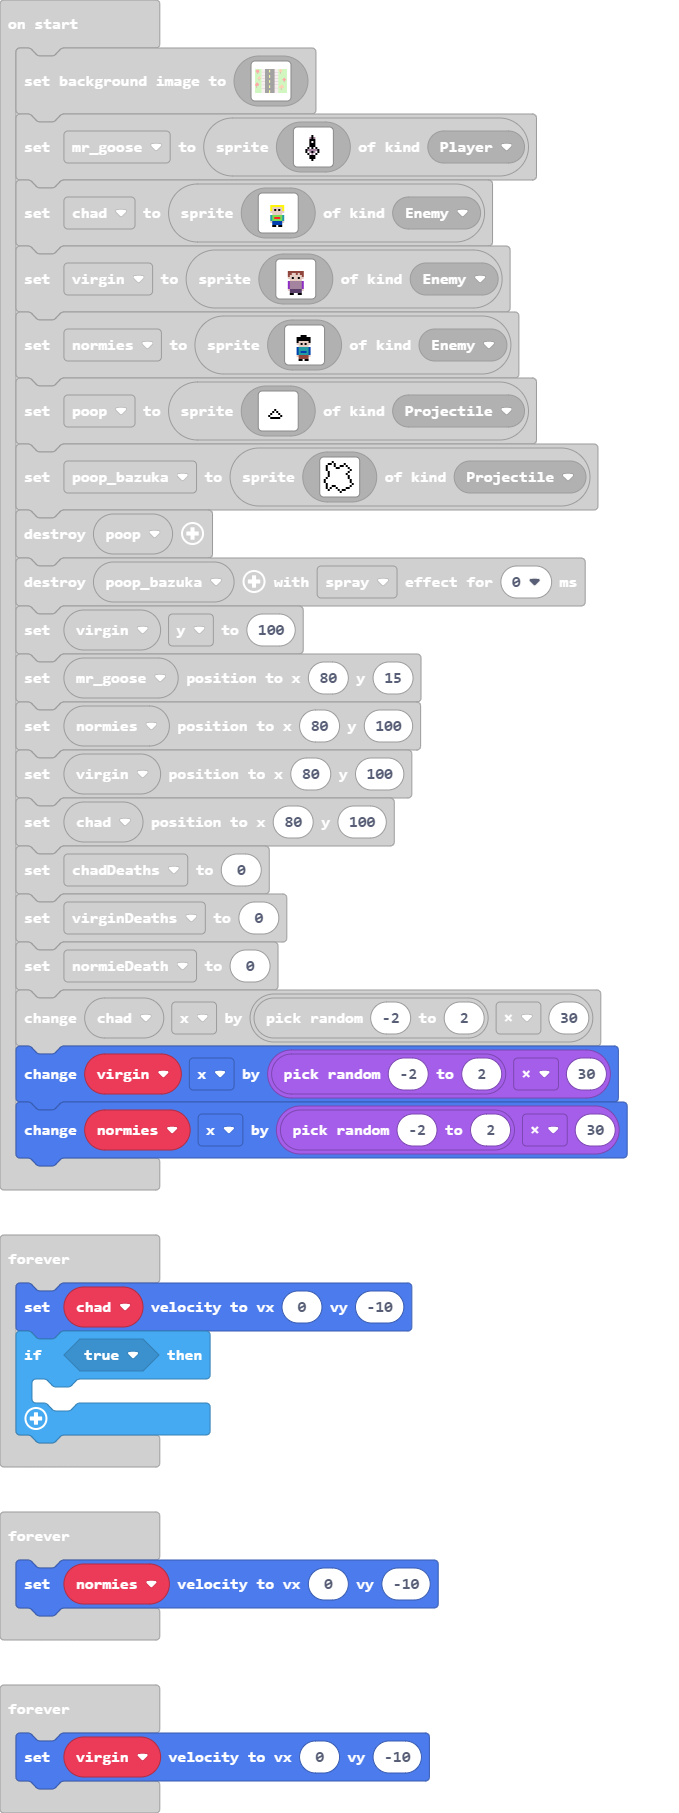 on start
set background image to
set mr_goose to sprite of kind Player
set chad to sprite of kind Enemy
set virgin to sprite of kind Enemy
set normies to sprite of kind Enemy
set poop to sprite of kind Projectile
set poop_bazuka to sprite of kind Projectile
destroy poop
destroy poop_bazuka with spray effect for 0 ms
set virgin y to 100
set mr_goose position to x 80 y 15
set normies position to x 80 y 100
set virgin position to x 80 y 100
set chad position to x 80 y 100
set chadDeaths to 0
set virginDeaths to 0
set normieDeath to 0
change chad x by pick random -2 to 2 × 30
change virgin x by pick random -2 to 2 × 30
change normies x by pick random -2 to 2 × 30
forever
set chad velocity to vx 0 vy -10
if true then
forever
set normies velocity to vx 0 vy -10
forever
set virgin velocity to vx 0 vy -10